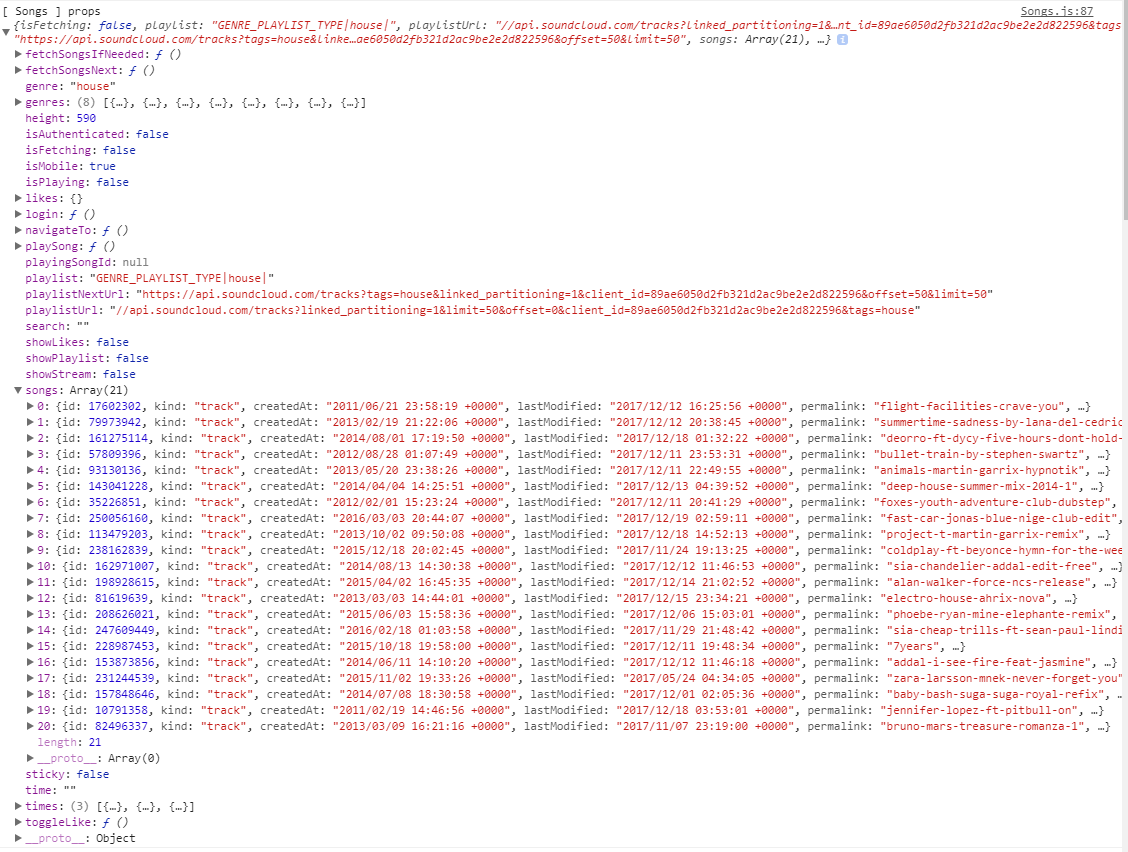 [ Songs ] props Songs.js:87
{isFetching: false, playlist: "GENRE_PLAYLIST_TYPE|house|", playlistUrl: "//api.soundcloud.com/tracks?linked_partitioning=1&…nt_id=89ae6050d2fb321d2ac9be2e2d822596&tags
"https://api.soundcloud.com/tracks?tags=house&linke…ae6050d2fb321d2ac9be2e2d822596&offset=50&limit=50", songs: Array(21), …} i
fetchSongsIfNeeded: ƒ ()
fetchSongsNext: ƒ ()
genre: "house"
genres: (8) [{…}, {…}, {…}, {…}, {…}, {…}, {…}, {…}]
height: 590
isAuthenticated: false
isFetching: false
isMobile: true
isPlaying: false
likes: {}
login: ƒ ()
navigateTo: ƒ ()
playSong: ƒ ()
playingSongId: null
playlist: "GENRE_PLAYLIST_TYPE|house|"
playlistNextUrl: "https://api.soundcloud.com/tracks?tags=house&linked_partitioning=1&client_id=89ae6050d2fb321d2ac9be2e2d822596&offset=50&limit=50"
playlistUrl: "//api.soundcloud.com/tracks?linked_partitioning=1&limit=50&offset=0&client_id=89ae6050d2fb321d2ac9be2e2d822596&tags=house"
search: ""
showLikes: false
showPlaylist: false
showStream: false
songs: Array(21)
0: {id: 17602302, kind: "track", createdAt: "2011/06/21 23:58:19 +0000", lastModified: "2017/12/12 16:25:56 +0000", permalink: "flight-facilities-crave-you", …}
1: {id: 79973942, kind: "track", createdAt: "2013/02/19 21:22:06 +0000", lastModified: "2017/12/12 20:38:45 +0000", permalink: "summertime-sadness-by-lana-del-cedric
2: {id: 161275114, kind: "track", createdAt: "2014/08/01 17:19:50 +0000", lastModified: "2017/12/18 01:32:22 +0000", permalink: "deorro-ft-dycy-five-hours-dont-hold-
3: {id: 57809396, kind: "track", createdAt: "2012/08/28 01:07:49 +0000", lastModified: "2017/12/11 23:53:31 +0000", permalink: "bullet-train-by-stephen-swartz", …}
4: {id: 93130136, kind: "track", createdAt: "2013/05/20 23:38:26 +0000", lastModified: "2017/12/11 22:49:55 +0000", permalink: "animals-martin-garrix-hypnotik", …}
5: {id: 143041228, kind: "track", createdAt: "2014/04/04 14:25:51 +0000", lastModified: "2017/12/13 04:39:52 +0000", permalink: "deep-house-summer-mix-2014-1", …}
6: {id: 35226851, kind: "track", createdAt: "2012/02/01 15:23:24 +0000", lastModified: "2017/12/11 20:41:29 +0000", permalink: "foxes-youth-adventure-club-dubstep",
7: {id: 250056160, kind: "track", createdAt: "2016/03/03 20:44:07 +0000", lastModified: "2017/12/19 02:59:11 +0000", permalink: "fast-car-jonas-blue-nige-club-edit",
8: {id: 113479203, kind: "track", createdAt: "2013/10/02 09:50:08 +0000", lastModified: "2017/12/18 14:52:13 +0000", permalink: "project-t-martin-garrix-remix", …}
9: {id: 238162839, kind: "track", createdAt: "2015/12/18 20:02:45 +0000", lastModified: "2017/11/24 19:13:25 +0000", permalink: "coldplay-ft-beyonce-hymn-for-the-wee
10: {id: 162971007, kind: "track", createdAt: "2014/08/13 14:30:38 +0000", lastModified: "2017/12/12 11:46:53 +0000", permalink: "sia-chandelier-addal-edit-free", …}
11: {id: 198928615, kind: "track", createdAt: "2015/04/02 16:45:35 +0000", lastModified: "2017/12/14 21:02:52 +0000", permalink: "alan-walker-force-ncs-release", …}
12: {id: 81619639, kind: "track", createdAt: "2013/03/03 14:44:01 +0000", lastModified: "2017/12/15 23:34:21 +0000", permalink: "electro-house-ahrix-nova", …}
13: {id: 208626021, kind: "track", createdAt: "2015/06/03 15:58:36 +0000", lastModified: "2017/12/06 15:03:01 +0000", permalink: "phoebe-ryan-mine-elephante-remix",
14: {id: 247609449, kind: "track", createdAt: "2016/02/18 01:03:58 +0000", lastModified: "2017/11/29 21:48:42 +0000", permalink: "sia-cheap-trills-ft-sean-paul-lindi
15: {id: 228987453, kind: "track", createdAt: "2015/10/18 19:58:00 +0000", lastModified: "2017/12/11 19:48:34 +0000", permalink: "7years", …}
16: {id: 153873856, kind: "track", createdAt: "2014/06/11 14:10:20 +0000", lastModified: "2017/12/12 11:46:18 +0000", permalink: "addal-i-see-fire-feat-jasmine", …}
17: {id: 231244539, kind: "track", createdAt: "2015/11/02 19:33:26 +0000", lastModified: "2017/05/24 04:34:05 +0000", permalink: "zara-larsson-mnek-never-forget-you"
18: {id: 157848646, kind: "track", createdAt: "2014/07/08 18:30:58 +0000", lastModified: "2017/12/01 02:05:36 +0000", permalink: "baby-bash-suga-suga-royal-refix", …
19: {id: 10791358, kind: "track", createdAt: "2011/02/19 14:46:56 +0000", lastModified: "2017/12/18 03:53:01 +0000", permalink: "jennifer-lopez-ft-pitbull-on", …}
20: {id: 82496337, kind: "track", createdAt: "2013/03/09 16:21:16 +0000", lastModified: "2017/11/07 23:19:00 +0000", permalink: "bruno-mars-treasure-romanza-1", …}
length: 21
__proto__: Array(0)
sticky: false
time: ""
times: (3) [{…}, {…}, {…}]
toggleLike: ƒ ()
__proto__: Object